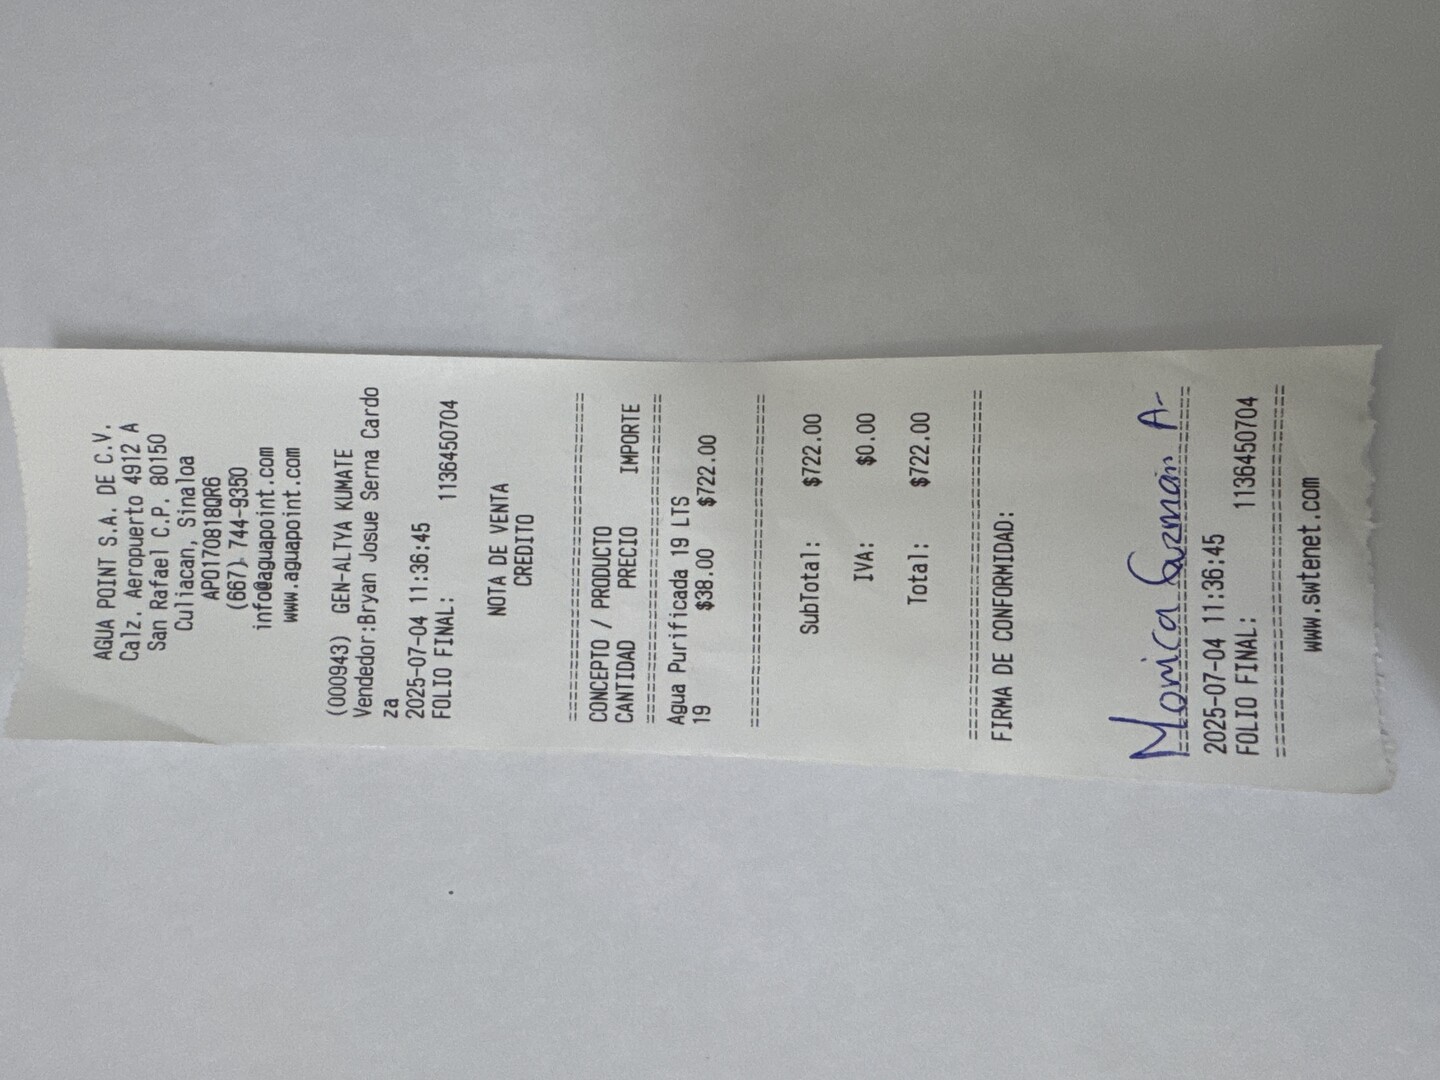 AGUA POINT S.A. DE C.V.
Calz. Aeropuerto 4912 A
San Rafael C.P. 80150
Culiacan, Sinaloa
APO170818QR6
(667) 744-9350
info@aguapoint.com
www.aguapoint.com
(000943) GEN-ALTYA KUMATE
Vendedor:Bryan Josue Serna Cardo
za
2025-07-04 11:36:45
FOLIO FINAL: 1136450704
NOTA DE VENTA
CREDITO
CONCEPTO / PRODUCTO
CANTIDAD PRECIO IMPORTE
Agua Purificada 19 LTS
19 $38.00 $722.00
SubTotal: $722.00
IVA: $0.00
Total: $722.00
FIRMA DE CONFORMIDAD:
Monica Guzman A-
2025-07-04 11:36:45
FOLIO FINAL: 1136450704
www.swtenet.com